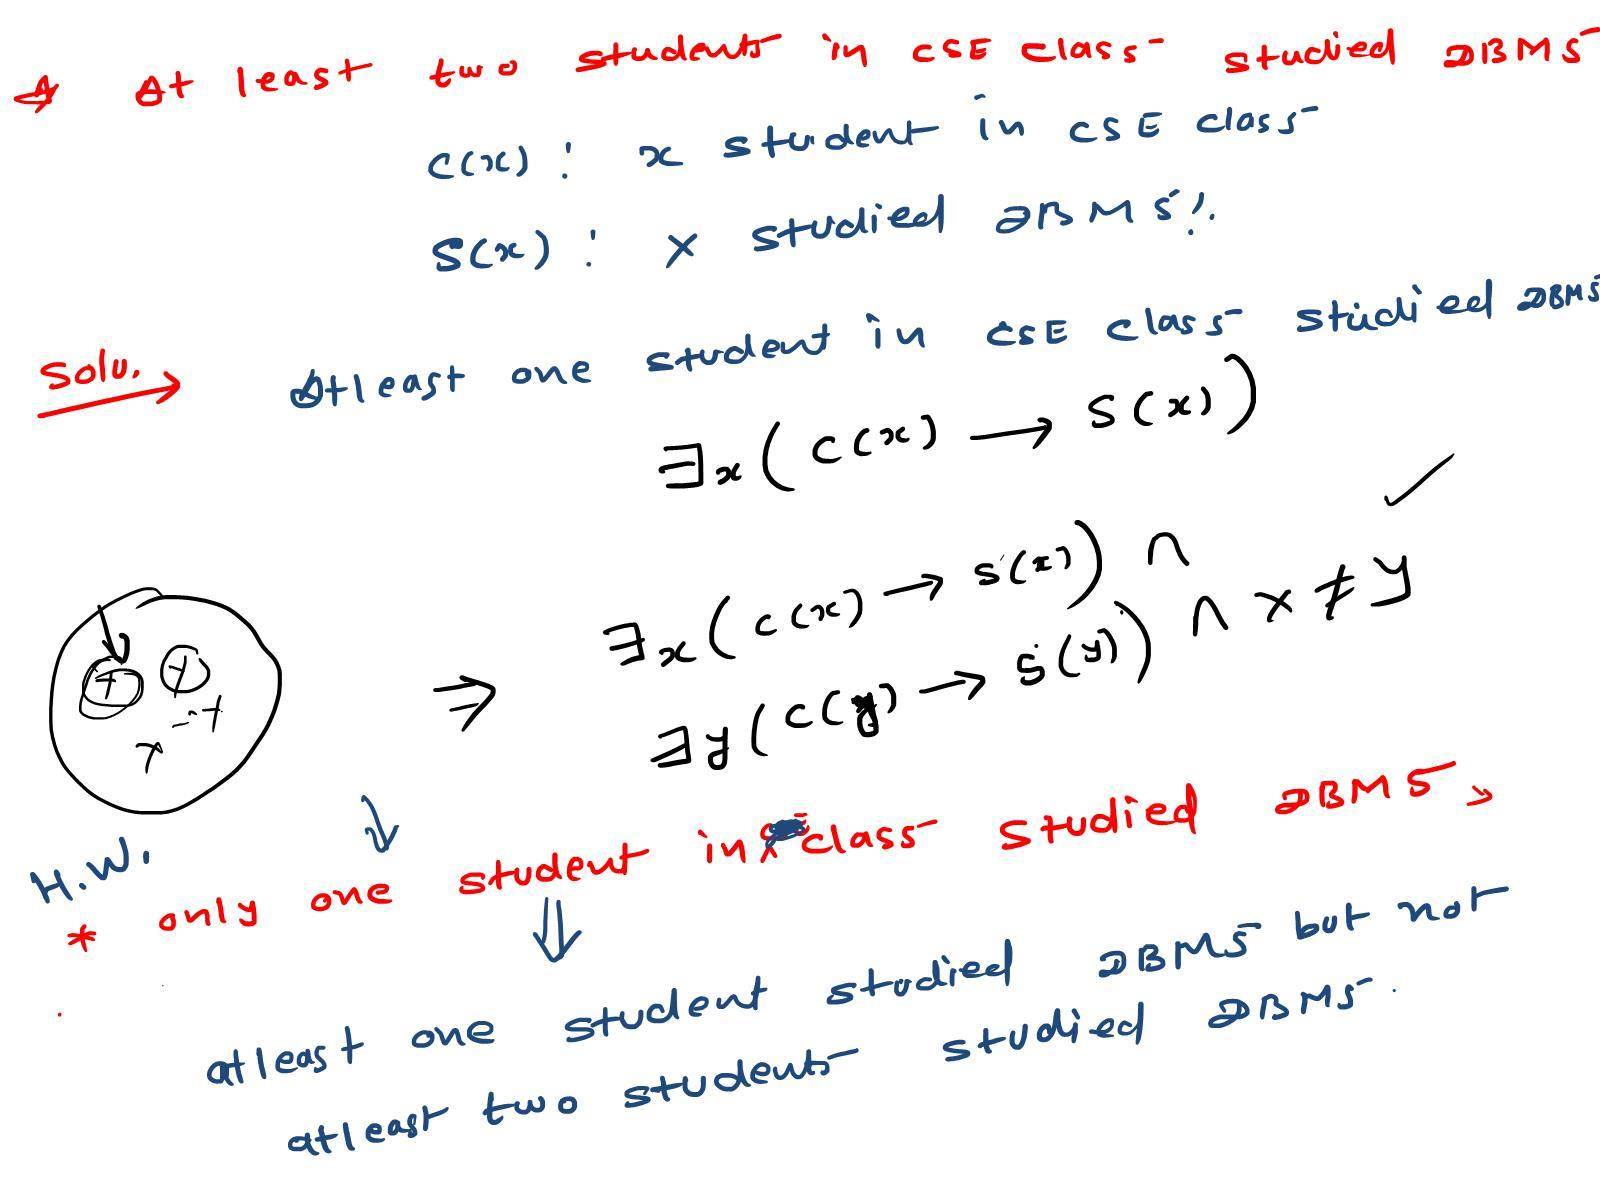 → At least two students in CSE class studied DBMS
C(x) : x student in CSE class
S(x) : x studied DBMS.
Solu. Atleast one student in CSE class studied DBMS
∃x ( C(x) → S(x) )
⇒ ∃x ( C(x) → S(x) ) ∧
∃y ( C(y) → S(y) ) ∧ x ≠ y
H.W.
* only one student in class studied DBMS
atleast one student studied DBMS but not
atleast two students studied DBMS.